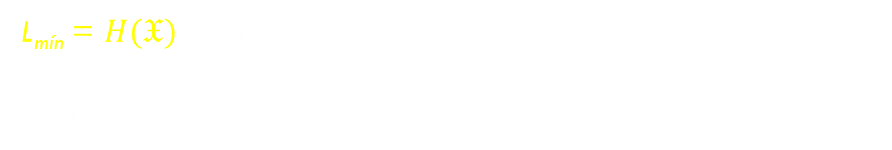 L_min = H(𝔛)